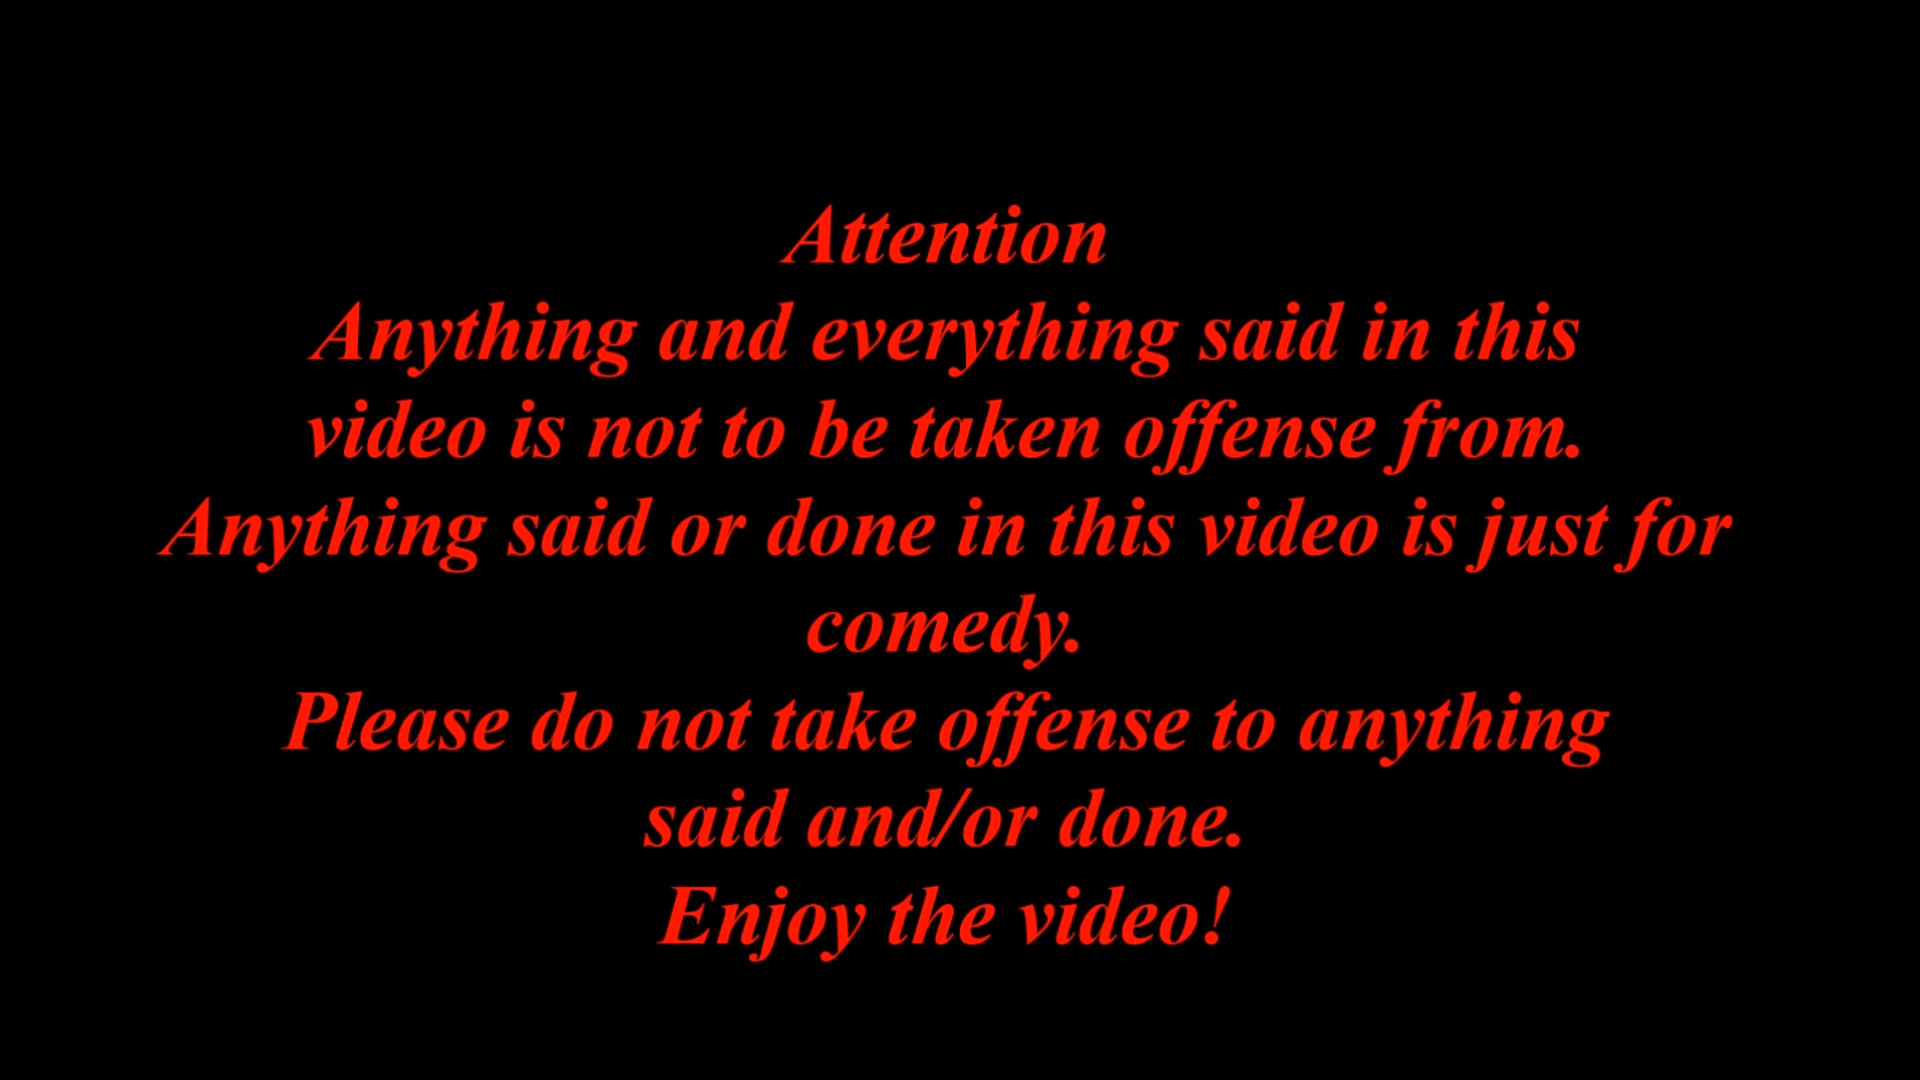 Attention
Anything and everything said in this
video is not to be taken offense from.
Anything said or done in this video is just for
comedy.
Please do not take offense to anything
said and/or done.
Enjoy the video!